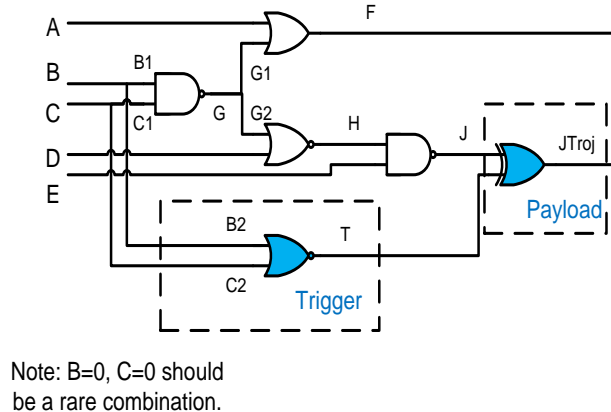 A
F
B
B1
G1
C
C1
G
G2
H
J
JTroj
D
E
Payload
B2
T
C2
Trigger
Note: B=0, C=0 should
be a rare combination.